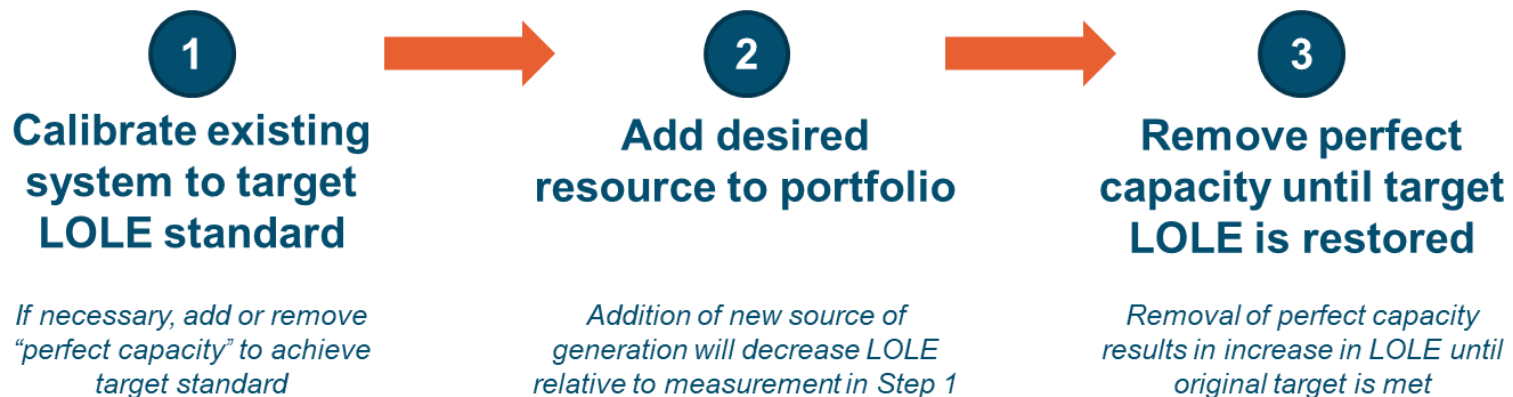 1
Calibrate existing
system to target
LOLE standard
If necessary, add or remove
“perfect capacity” to achieve
target standard
2
Add desired
resource to portfolio
Addition of new source of
generation will decrease LOLE
relative to measurement in Step 1
3
Remove perfect
capacity until target
LOLE is restored
Removal of perfect capacity
results in increase in LOLE until
original target is met